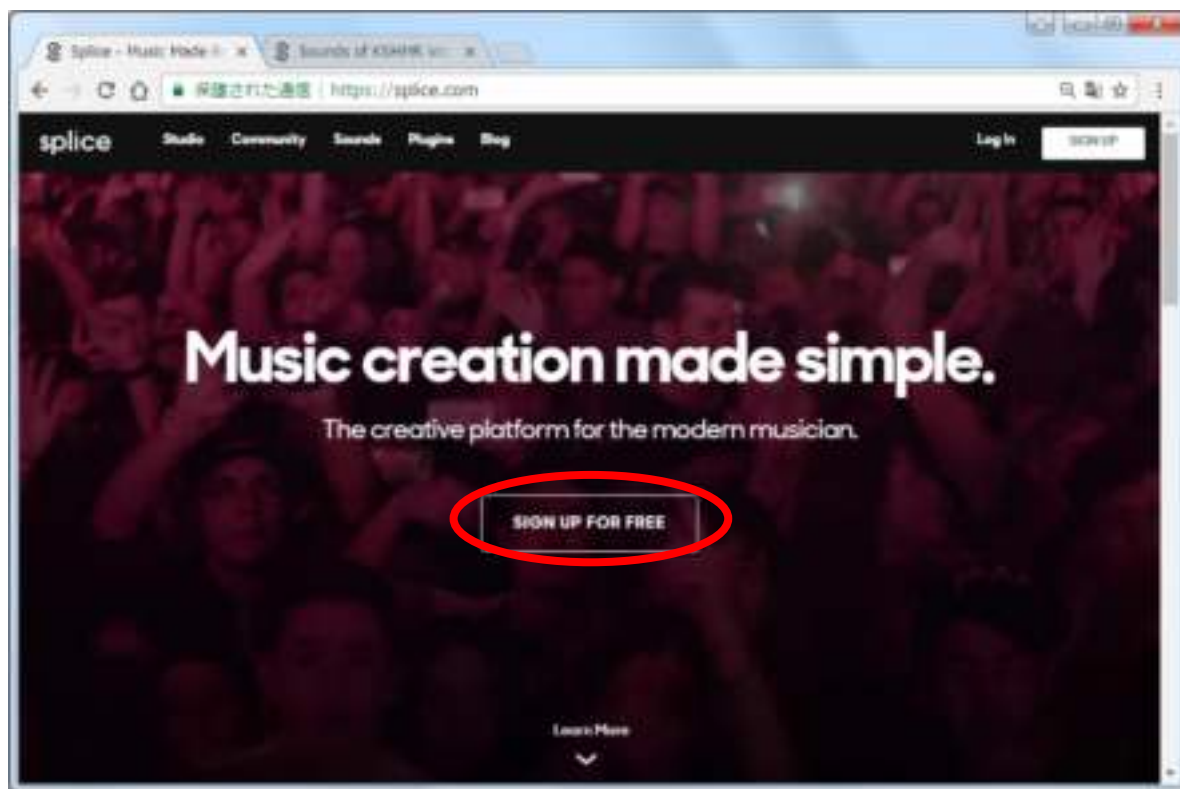 Splice - Music Made
Sounds of KSHMR
保護された通信 https://splice.com
splice Studio Community Sounds Plugins Blog Log In SIGN UP
Music creation made simple.
The creative platform for the modern musician.
SIGN UP FOR FREE
Learn More